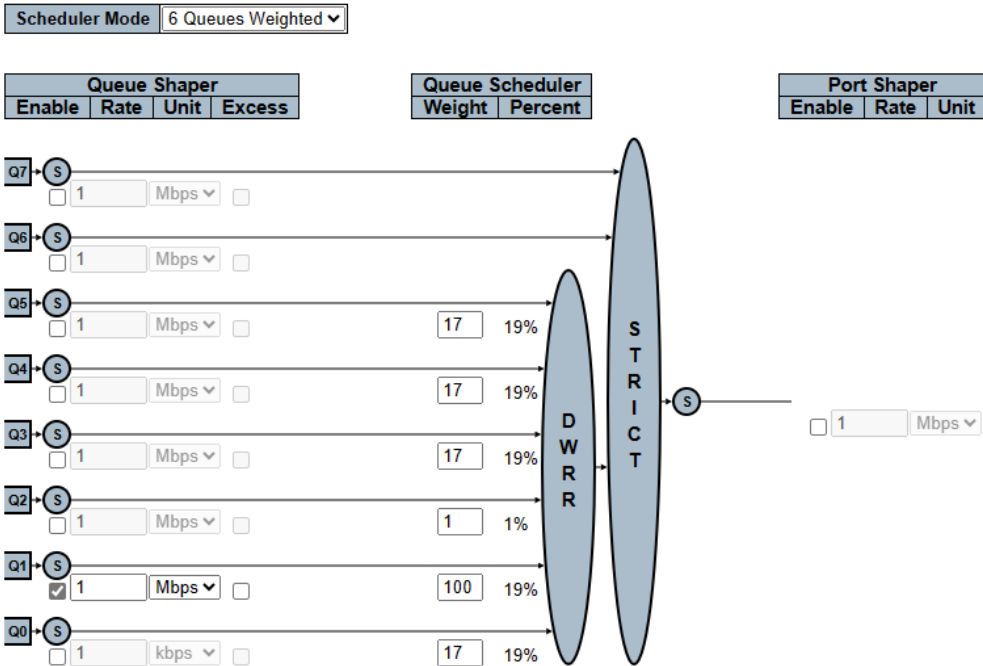 Scheduler Mode 6 Queues Weighted
Queue Shaper Queue Scheduler Port Shaper
Enable Rate Unit Excess Weight Percent Enable Rate Unit
Q7 S
1 Mbps
Q6 S
1 Mbps
Q5 S
1 Mbps 17 19%
Q4 S
1 Mbps 17 19%
Q3 S
1 Mbps 17 19%
Q2 S
1 Mbps 1 1%
Q1 S
1 Mbps 100 19%
Q0 S
1 kbps 17 19%
DWRR
STRICT
S
1 Mbps